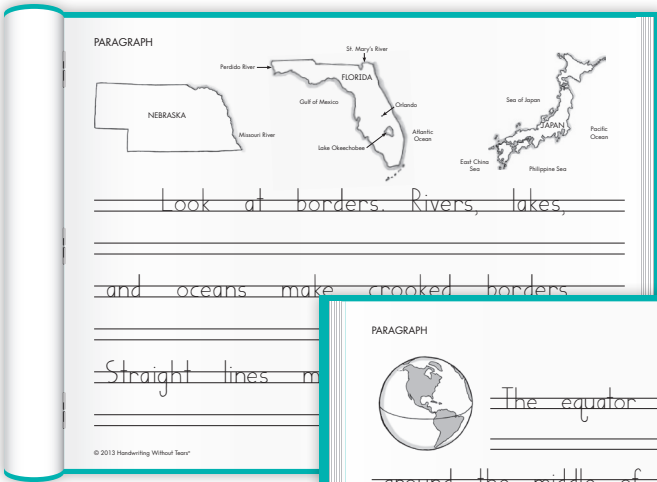 PARAGRAPH
St. Mary's River
Perdido River
FLORIDA
Gulf of Mexico
Orlando
NEBRASKA
Missouri River
Lake Okeechobee
Atlantic
Ocean
Sea of Japan
JAPAN
Pacific
Ocean
East China
Sea
Philippine Sea
Look at borders. Rivers, lakes,
and oceans make crooked borders
Straight lines m
© 2013 Handwriting Without Tears®
PARAGRAPH
The equator
around the middle of